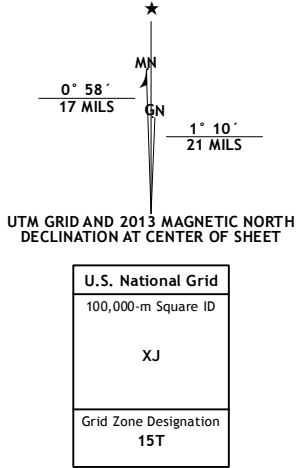 ★
MN
0° 58´
17 MILS
GN
1° 10´
21 MILS
UTM GRID AND 2013 MAGNETIC NORTH
DECLINATION AT CENTER OF SHEET
U.S. National Grid
100,000-m Square ID
XJ
Grid Zone Designation
15T